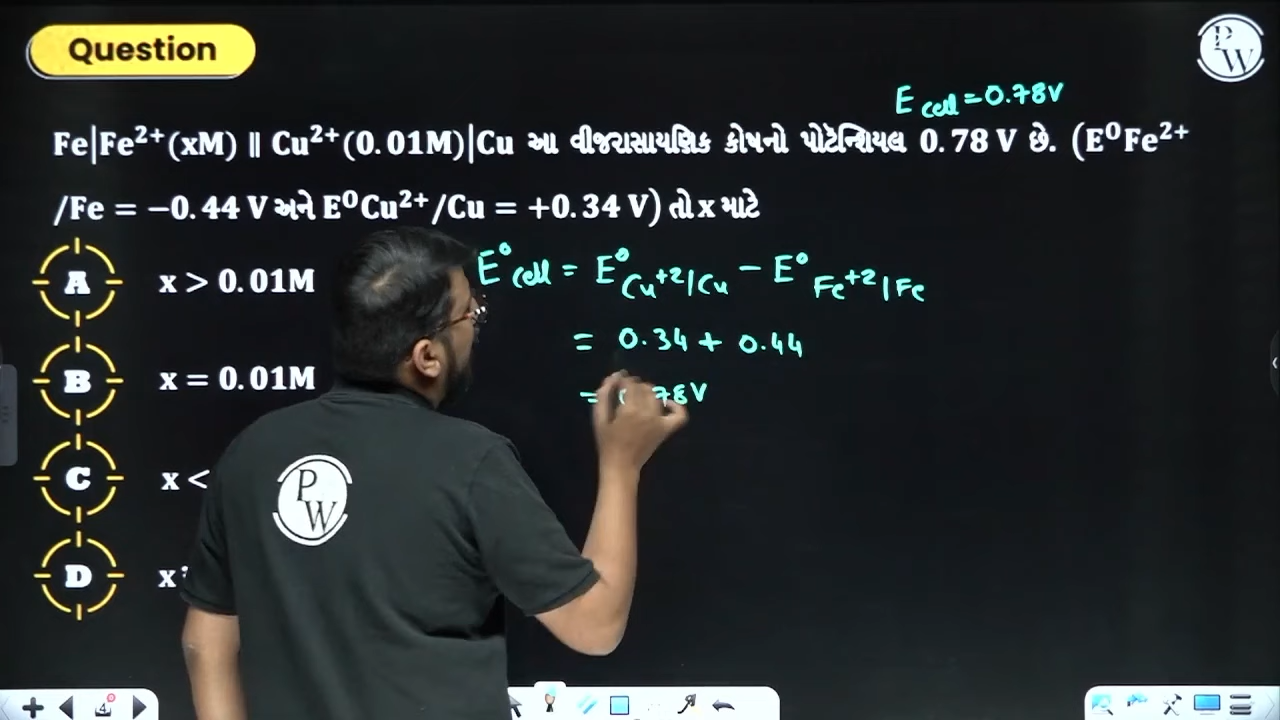 Question
P
W
E cell = 0.78V
Fe|Fe²⁺(xM) || Cu²⁺(0.01M)|Cu આ વીજરાસાયણિક કોષનો પોટેન્શિયલ 0.78 V છે. (E⁰Fe²⁺
/Fe = −0.44 V અને E⁰Cu²⁺/Cu = +0.34 V) તો x માટે
E°cell = E°Cu⁺²/Cu − E°Fe⁺²/Fe
= 0.34 + 0.44
= 78V
A x > 0.01M
B x = 0.01M
C x <
D x
P
W